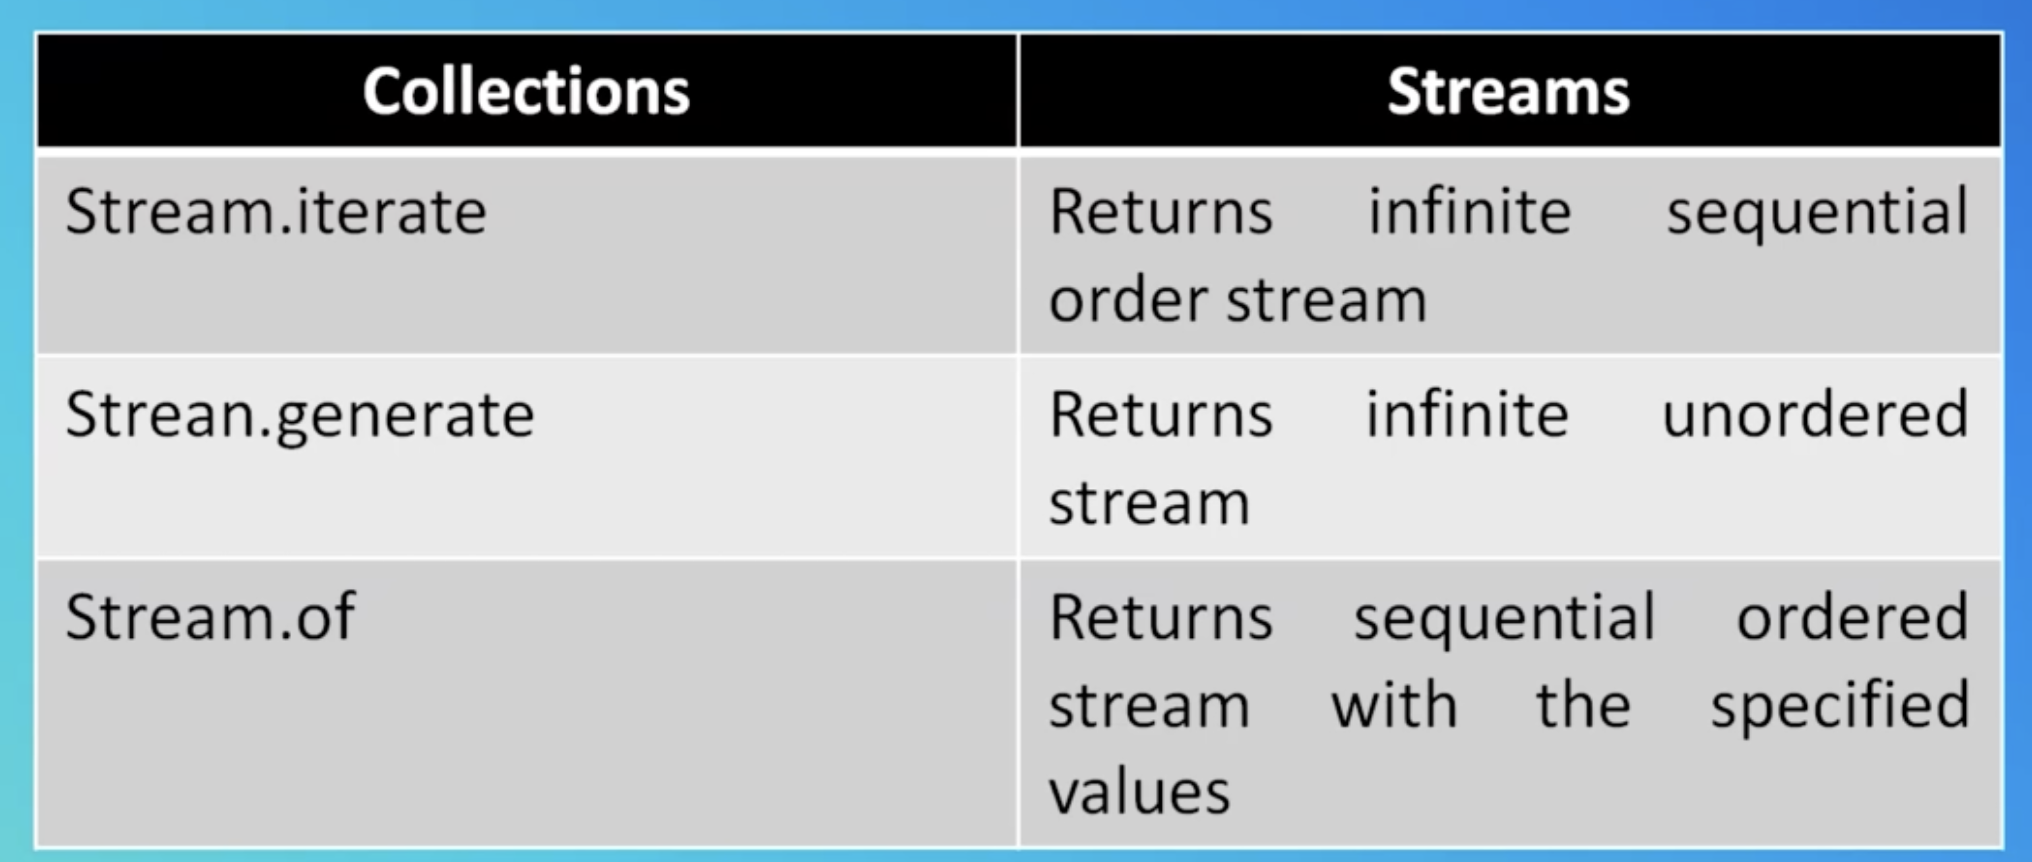 Collections
Streams
Stream.iterate
Returns infinite sequential
order stream
Strean.generate
Returns infinite unordered
stream
Stream.of
Returns sequential ordered
stream with the specified
values